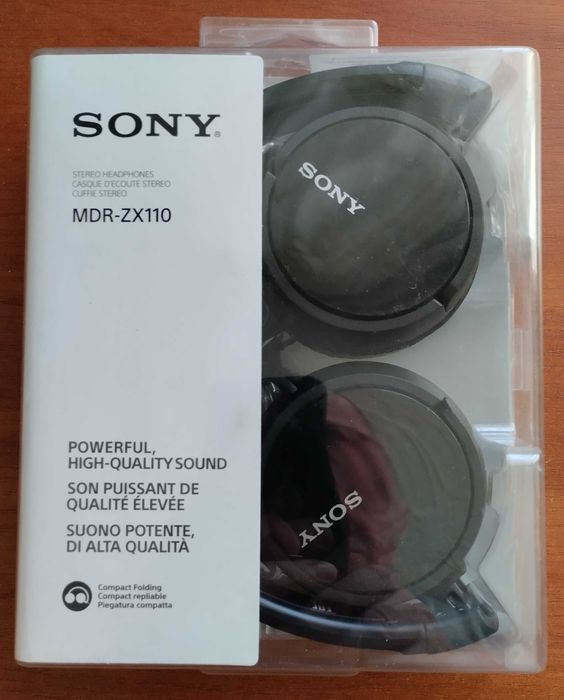 SONY®
STEREO HEADPHONES
CASQUE D'ECOUTE STEREO
CUFFIE STEREO
MDR-ZX110
POWERFUL,
HIGH-QUALITY SOUND
SON PUISSANT DE
QUALITÉ ÉLEVÉE
SUONO POTENTE,
DI ALTA QUALITÀ
Compact Folding
Compact repliable
Piegatura compatta
SONY
SONY